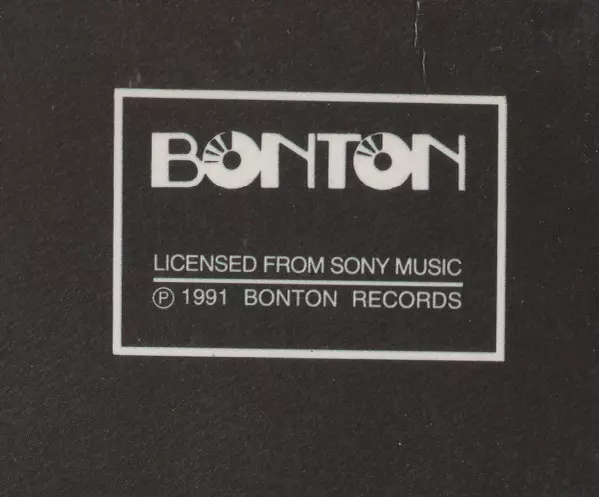 BONTON
LICENSED FROM SONY MUSIC
Ⓟ 1991 BONTON RECORDS